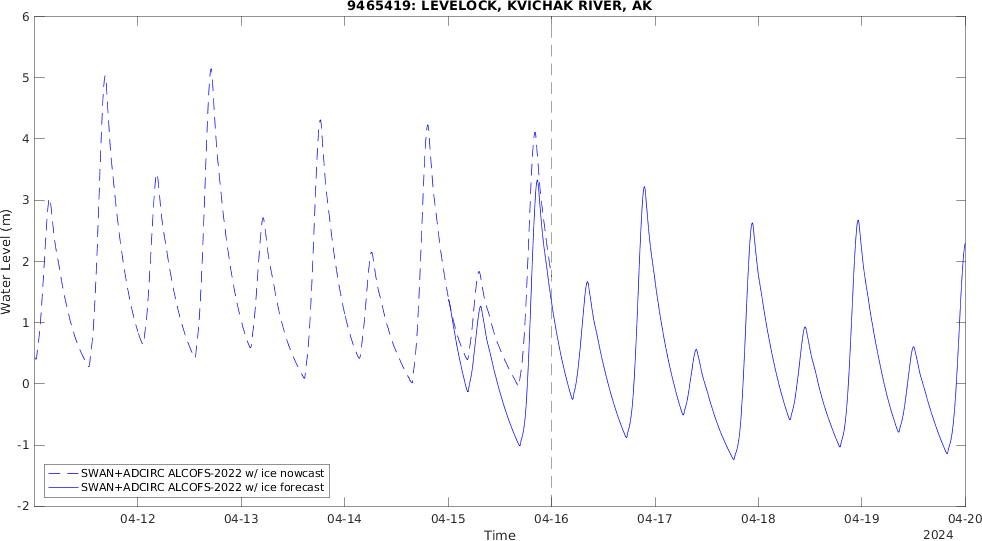 9465419: LEVELOCK, KVICHAK RIVER, AK
6
5
4
3
2
1
0
-1
-2
Water Level (m)
SWAN+ADCIRC ALCOFS-2022 w/ ice nowcast
SWAN+ADCIRC ALCOFS-2022 w/ ice forecast
04-12 04-13 04-14 04-15 04-16 04-17 04-18 04-19 04-20
Time
2024